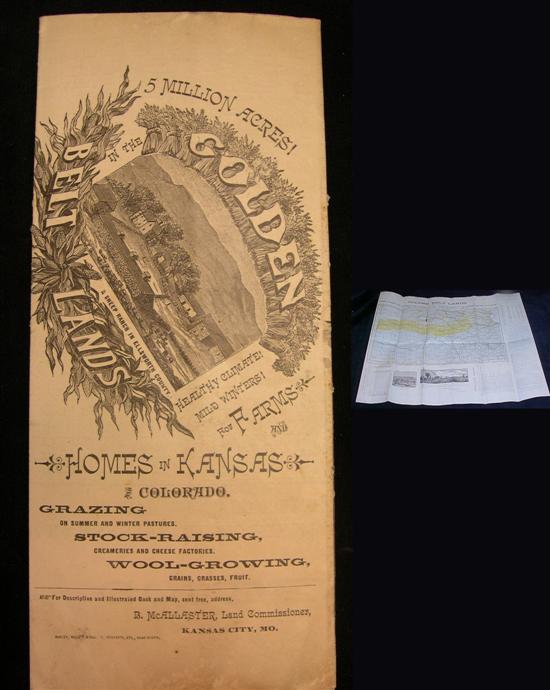 5 MILLION ACRES!
IN THE
GOLDEN
BELT LANDS
A SHEEP RANCH IN ELLSWORTH COUNTY
HEALTHY CLIMATE!
MILD WINTERS!
FOR FARMS
AND
HOMES IN KANSAS
AND COLORADO.
GRAZING
ON SUMMER AND WINTER PASTURES.
STOCK-RAISING,
CREAMERIES AND CHEESE FACTORIES.
WOOL-GROWING,
GRAINS, GRASSES, FRUIT.
For Descriptive and Illustrated Book and Map, sent free, address,
B. McALLASTER, Land Commissioner,
KANSAS CITY, MO.